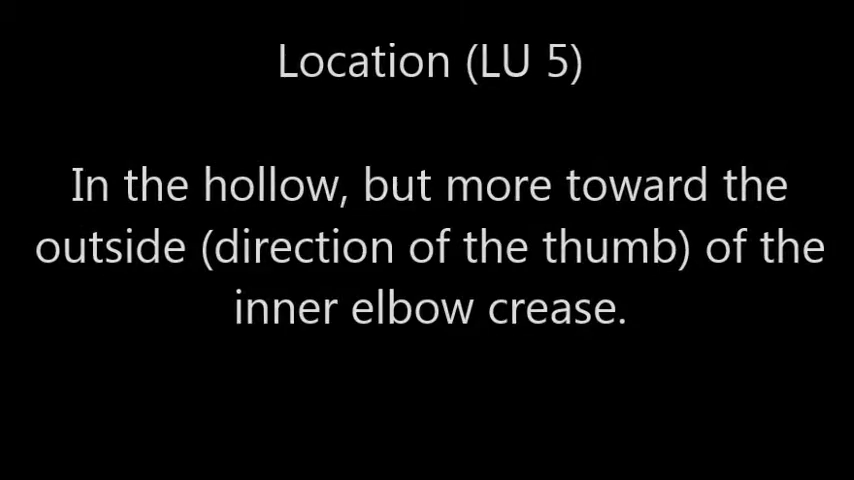 Location (LU 5)
In the hollow, but more toward the
outside (direction of the thumb) of the
inner elbow crease.